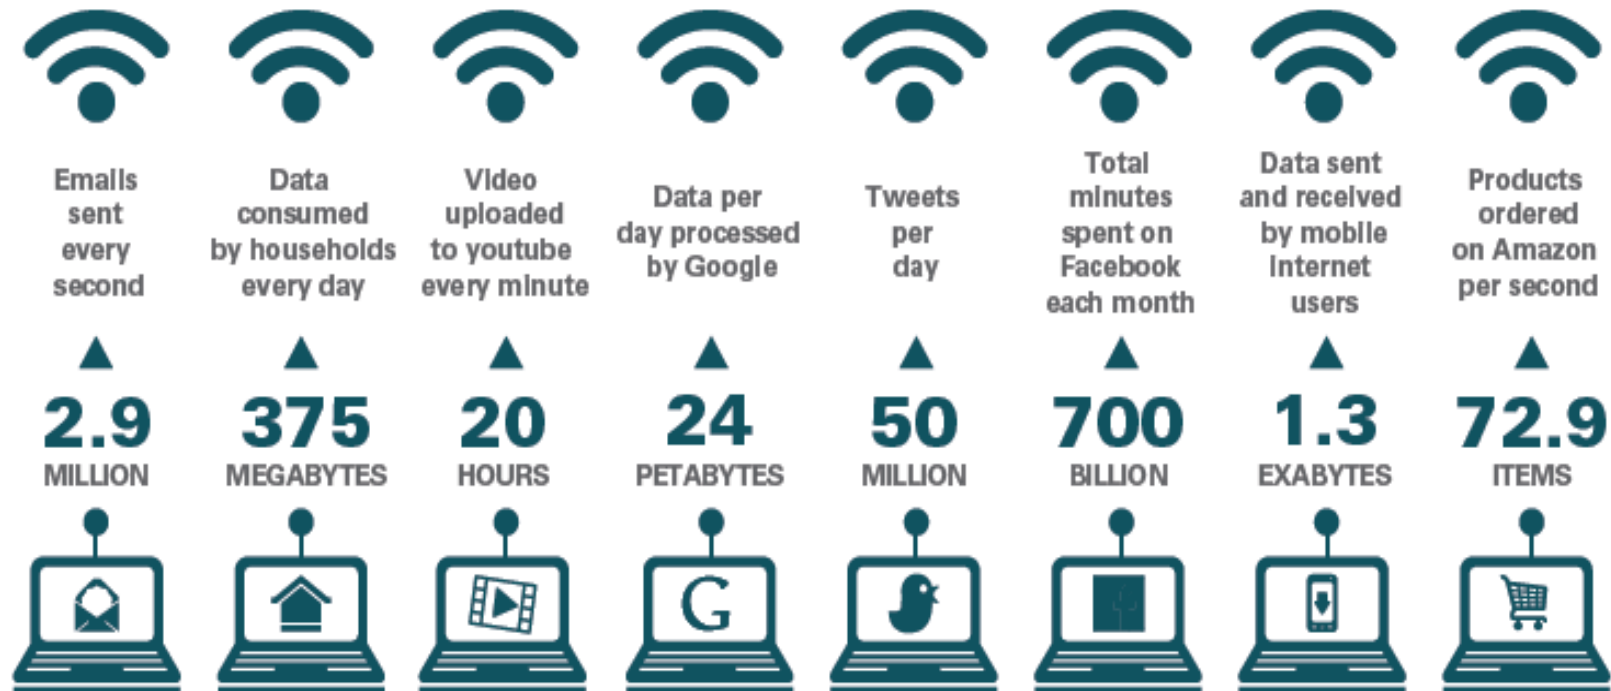 Emails
sent
every
second
2.9
MILLION
Data
consumed
by households
every day
375
MEGABYTES
Video
uploaded
to youtube
every minute
20
HOURS
Data per
day processed
by Google
24
PETABYTES
G
Tweets
per
day
50
MILLION
Total
minutes
spent on
Facebook
each month
700
BILLION
f
Data sent
and received
by mobile
internet
users
1.3
EXABYTES
Products
ordered
on Amazon
per second
72.9
ITEMS